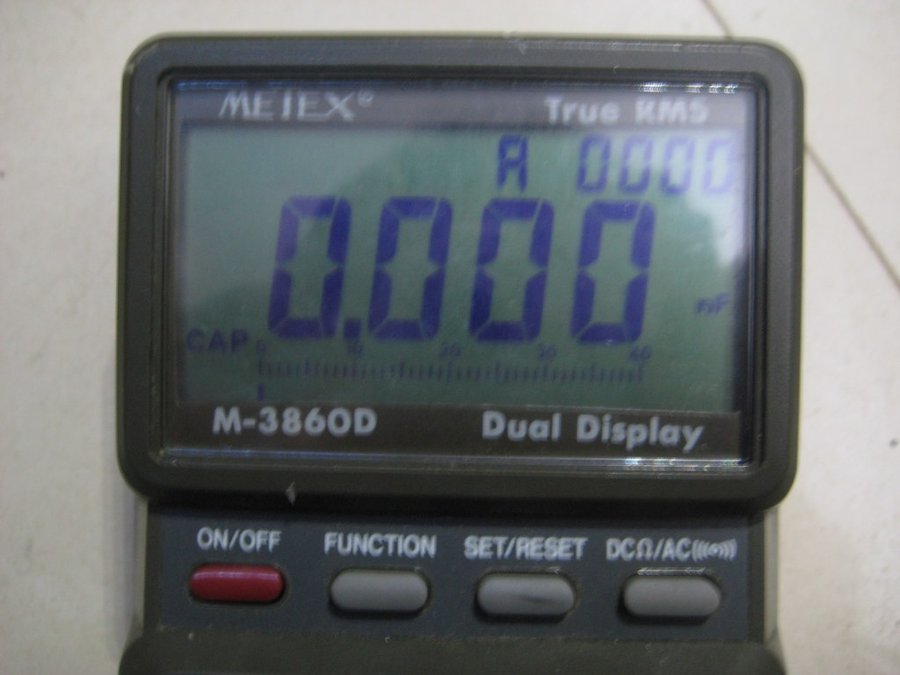 METEX® True RMS
A 0000
0.000 nF
CAP 0 10 20 30 40
M-3860D Dual Display
ON/OFF FUNCTION SET/RESET DCΩ/AC